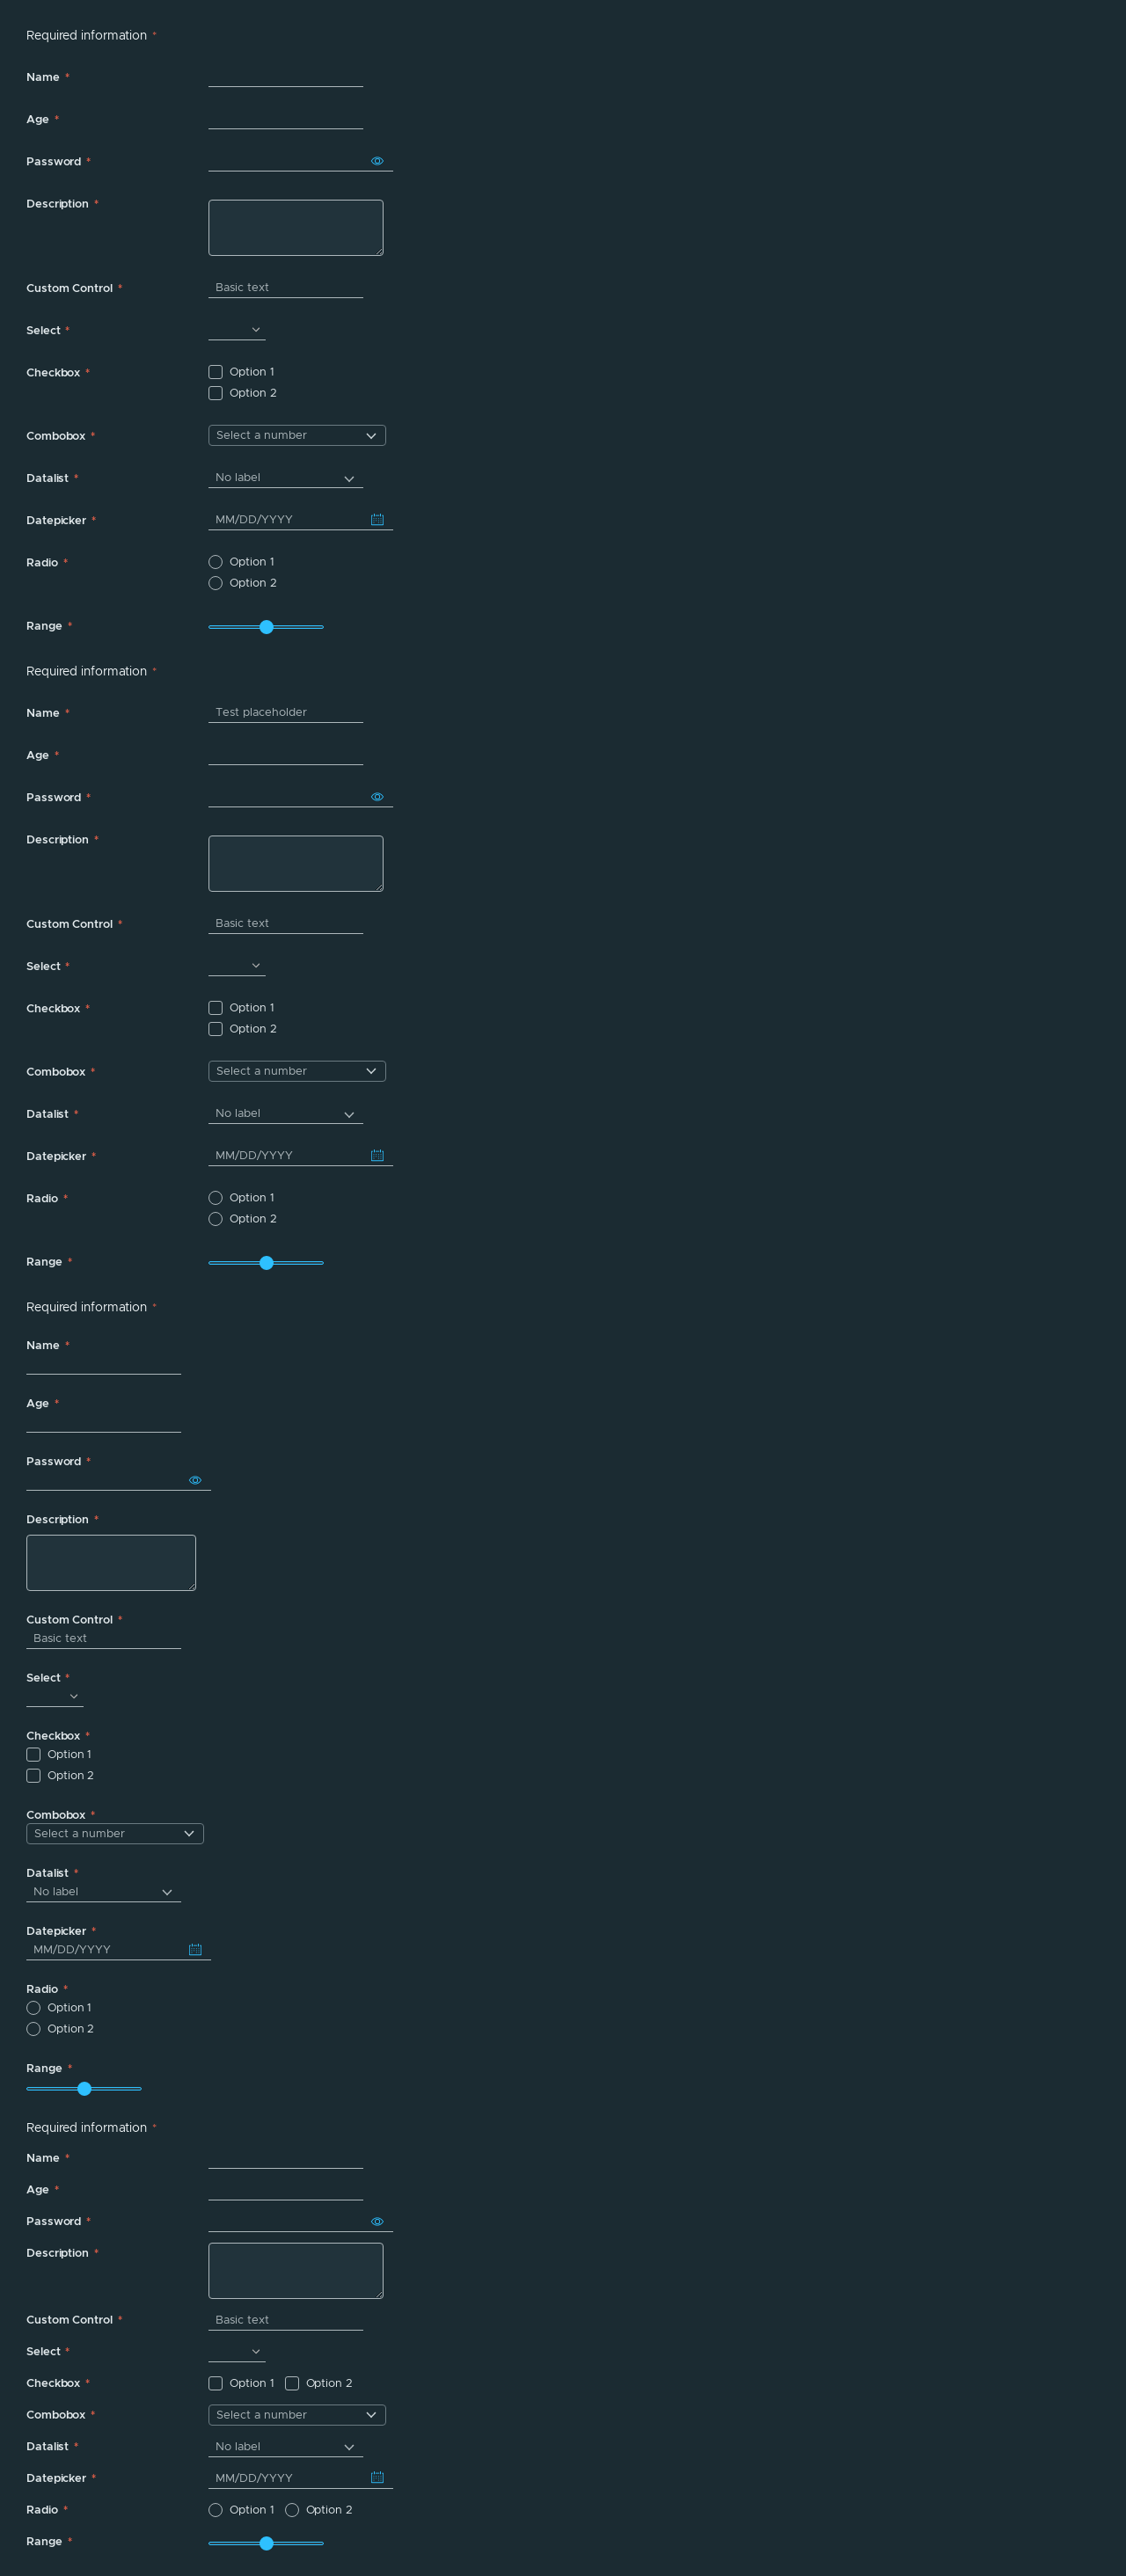 Required information *
Name *
Age *
Password *
Description *
Custom Control * Basic text
Select *
Checkbox * Option 1
Option 2
Combobox * Select a number
Datalist * No label
Datepicker * MM/DD/YYYY
Radio * Option 1
Option 2
Range *
Required information *
Name * Test placeholder
Age *
Password *
Description *
Custom Control * Basic text
Select *
Checkbox * Option 1
Option 2
Combobox * Select a number
Datalist * No label
Datepicker * MM/DD/YYYY
Radio * Option 1
Option 2
Range *
Required information *
Name *
Age *
Password *
Description *
Custom Control *
Basic text
Select *
Checkbox *
Option 1
Option 2
Combobox *
Select a number
Datalist *
No label
Datepicker *
MM/DD/YYYY
Radio *
Option 1
Option 2
Range *
Required information *
Name *
Age *
Password *
Description *
Custom Control * Basic text
Select *
Checkbox * Option 1 Option 2
Combobox * Select a number
Datalist * No label
Datepicker * MM/DD/YYYY
Radio * Option 1 Option 2
Range *